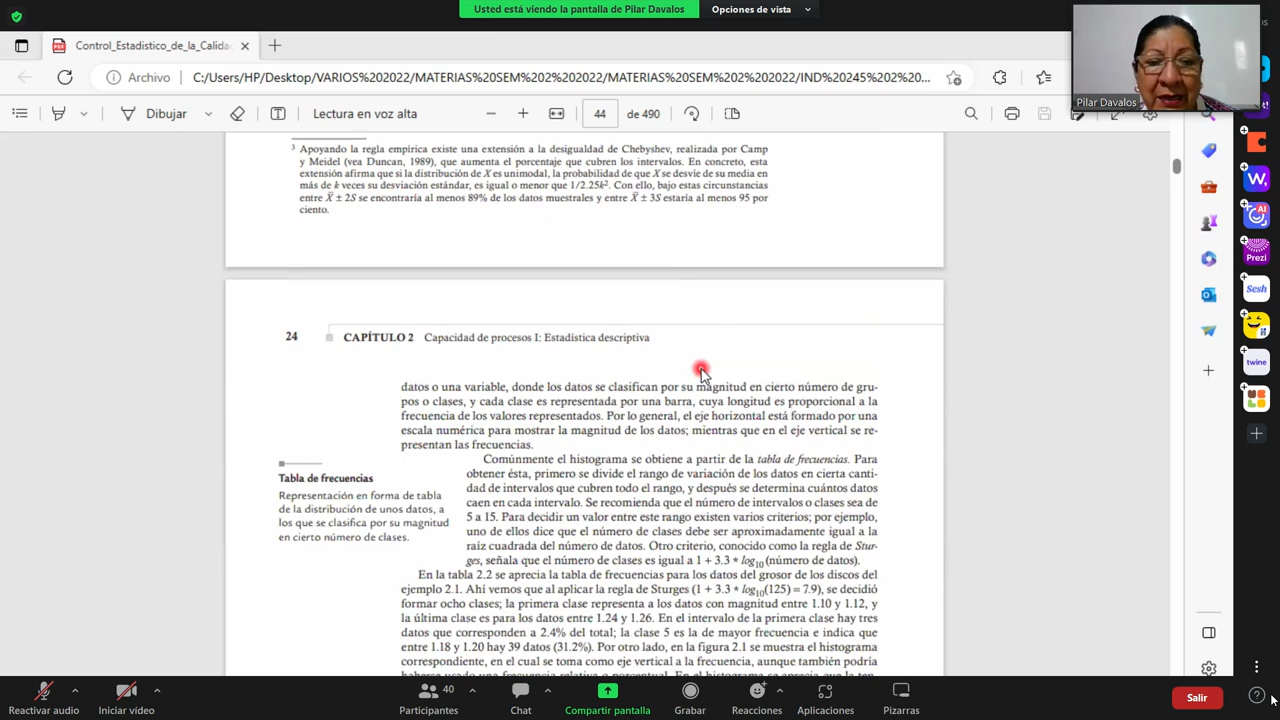 Usted está viendo la pantalla de Pilar Davalos
Opciones de vista
Control_Estadistico_de_la_Calidad
Archivo
C:/Users/HP/Desktop/VARIOS%202022/MATERIAS%20SEM%202%202022/MATERIAS%20SEM%202%202022/IND%20245%202%20...
Dibujar
Lectura en voz alta
44 de 490
Pilar Davalos
3 Apoyando la regla empírica existe una extensión a la desigualdad de Chebyshev, realizada por Camp
y Meidel (vea Duncan, 1989), que aumenta el porcentaje que cubren los intervalos. En concreto, esta
extensión afirma que si la distribución de X es unimodal, la probabilidad de que X se desvíe de su media en
más de k veces su desviación estándar, es igual o menor que 1/2.25k². Con ello, bajo estas circunstancias
entre X̄ ± 2S se encontraría al menos 89% de los datos muestrales y entre X̄ ± 3S estaría al menos 95 por
ciento.
24 CAPÍTULO 2 Capacidad de procesos I: Estadística descriptiva
datos o una variable, donde los datos se clasifican por su magnitud en cierto número de gru-
pos o clases, y cada clase es representada por una barra, cuya longitud es proporcional a la
frecuencia de los valores representados. Por lo general, el eje horizontal está formado por una
escala numérica para mostrar la magnitud de los datos; mientras que en el eje vertical se re-
presentan las frecuencias.
Tabla de frecuencias
Representación en forma de tabla
de la distribución de unos datos, a
los que se clasifica por su magnitud
en cierto número de clases.
Comúnmente el histograma se obtiene a partir de la tabla de frecuencias. Para
obtener ésta, primero se divide el rango de variación de los datos en cierta canti-
dad de intervalos que cubren todo el rango, y después se determina cuántos datos
caen en cada intervalo. Se recomienda que el número de intervalos o clases sea de
5 a 15. Para decidir un valor entre este rango existen varios criterios; por ejemplo,
uno de ellos dice que el número de clases debe ser aproximadamente igual a la
raíz cuadrada del número de datos. Otro criterio, conocido como la regla de Stur-
ges, señala que el número de clases es igual a 1 + 3.3 * log10 (número de datos).
En la tabla 2.2 se aprecia la tabla de frecuencias para los datos del grosor de los discos del
ejemplo 2.1. Ahí vemos que al aplicar la regla de Sturges (1 + 3.3 * log10(125) = 7.9), se decidió
formar ocho clases; la primera clase representa a los datos con magnitud entre 1.10 y 1.12, y
la última clase es para los datos entre 1.24 y 1.26. En el intervalo de la primera clase hay tres
datos que corresponden a 2.4% del total; la clase 5 es la de mayor frecuencia e indica que
entre 1.18 y 1.20 hay 39 datos (31.2%). Por otro lado, en la figura 2.1 se muestra el histograma
correspondiente, en el cual se toma como eje vertical a la frecuencia, aunque también podría
AI
W,
Prezi
Sesh
twine
Reactivar audio
Iniciar video
40
Participantes
Chat
Compartir pantalla
Grabar
Reacciones
Aplicaciones
Pizarras
Salir